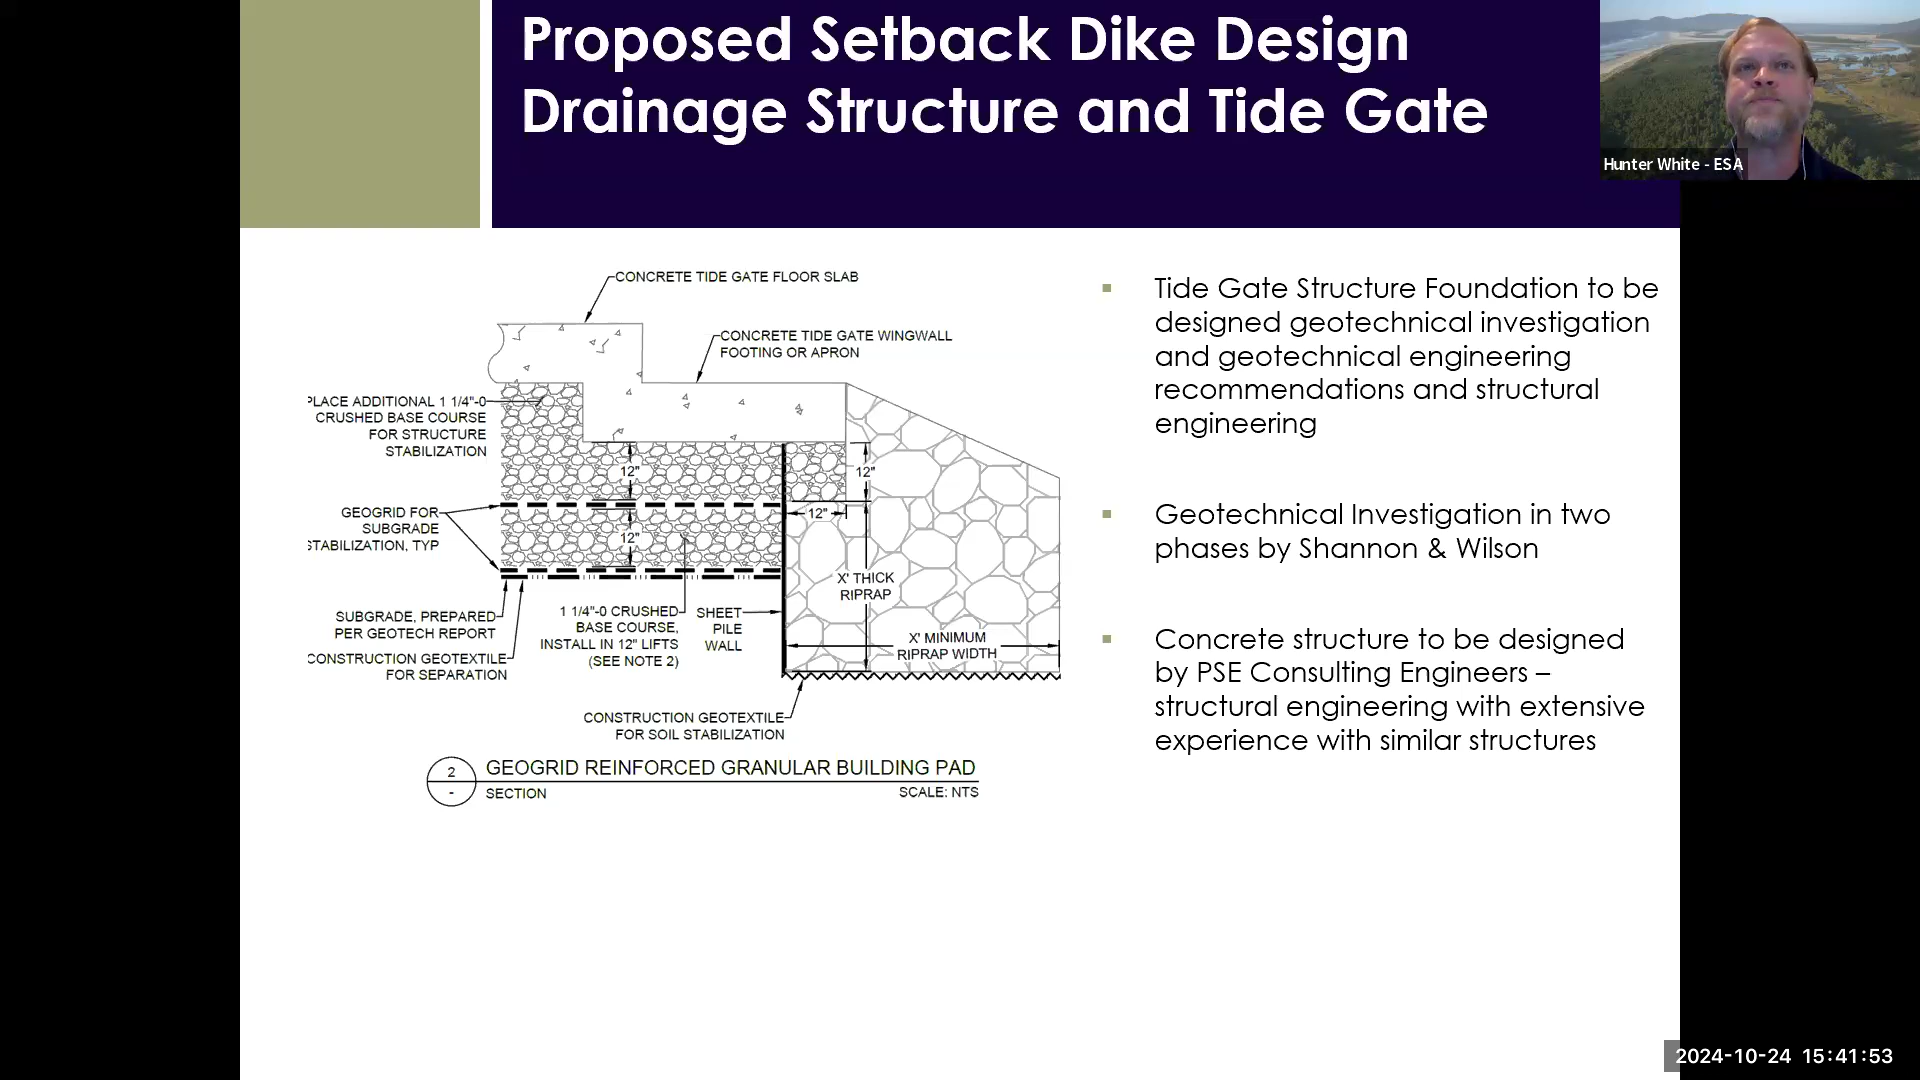 Proposed Setback Dike Design
Drainage Structure and Tide Gate
Hunter White - ESA
CONCRETE TIDE GATE FLOOR SLAB
CONCRETE TIDE GATE WINGWALL
FOOTING OR APRON
PLACE ADDITIONAL 1 1/4"-0
CRUSHED BASE COURSE
FOR STRUCTURE
STABILIZATION
12"
12"
GEOGRID FOR
SUBGRADE
STABILIZATION, TYP
12"
12"
X' THICK
RIPRAP
SUBGRADE, PREPARED
PER GEOTECH REPORT
CONSTRUCTION GEOTEXTILE
FOR SEPARATION
1 1/4"-0 CRUSHED
BASE COURSE,
INSTALL IN 12" LIFTS
(SEE NOTE 2)
SHEET
PILE
WALL
X' MINIMUM
RIPRAP WIDTH
CONSTRUCTION GEOTEXTILE
FOR SOIL STABILIZATION
2
-
GEOGRID REINFORCED GRANULAR BUILDING PAD
SECTION
SCALE: NTS
▪ Tide Gate Structure Foundation to be
designed geotechnical investigation
and geotechnical engineering
recommendations and structural
engineering
▪ Geotechnical Investigation in two
phases by Shannon & Wilson
▪ Concrete structure to be designed
by PSE Consulting Engineers –
structural engineering with extensive
experience with similar structures
2024-10-24 15:41:53